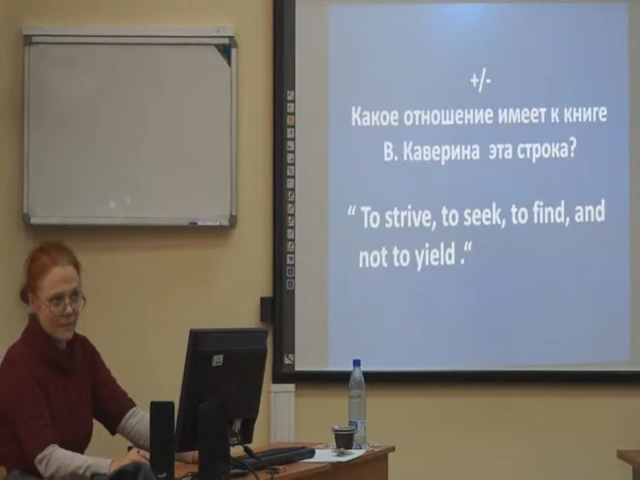 +/-
Какое отношение имеет к книге
В. Каверина эта строка?
“ To strive, to seek, to find, and
not to yield .“